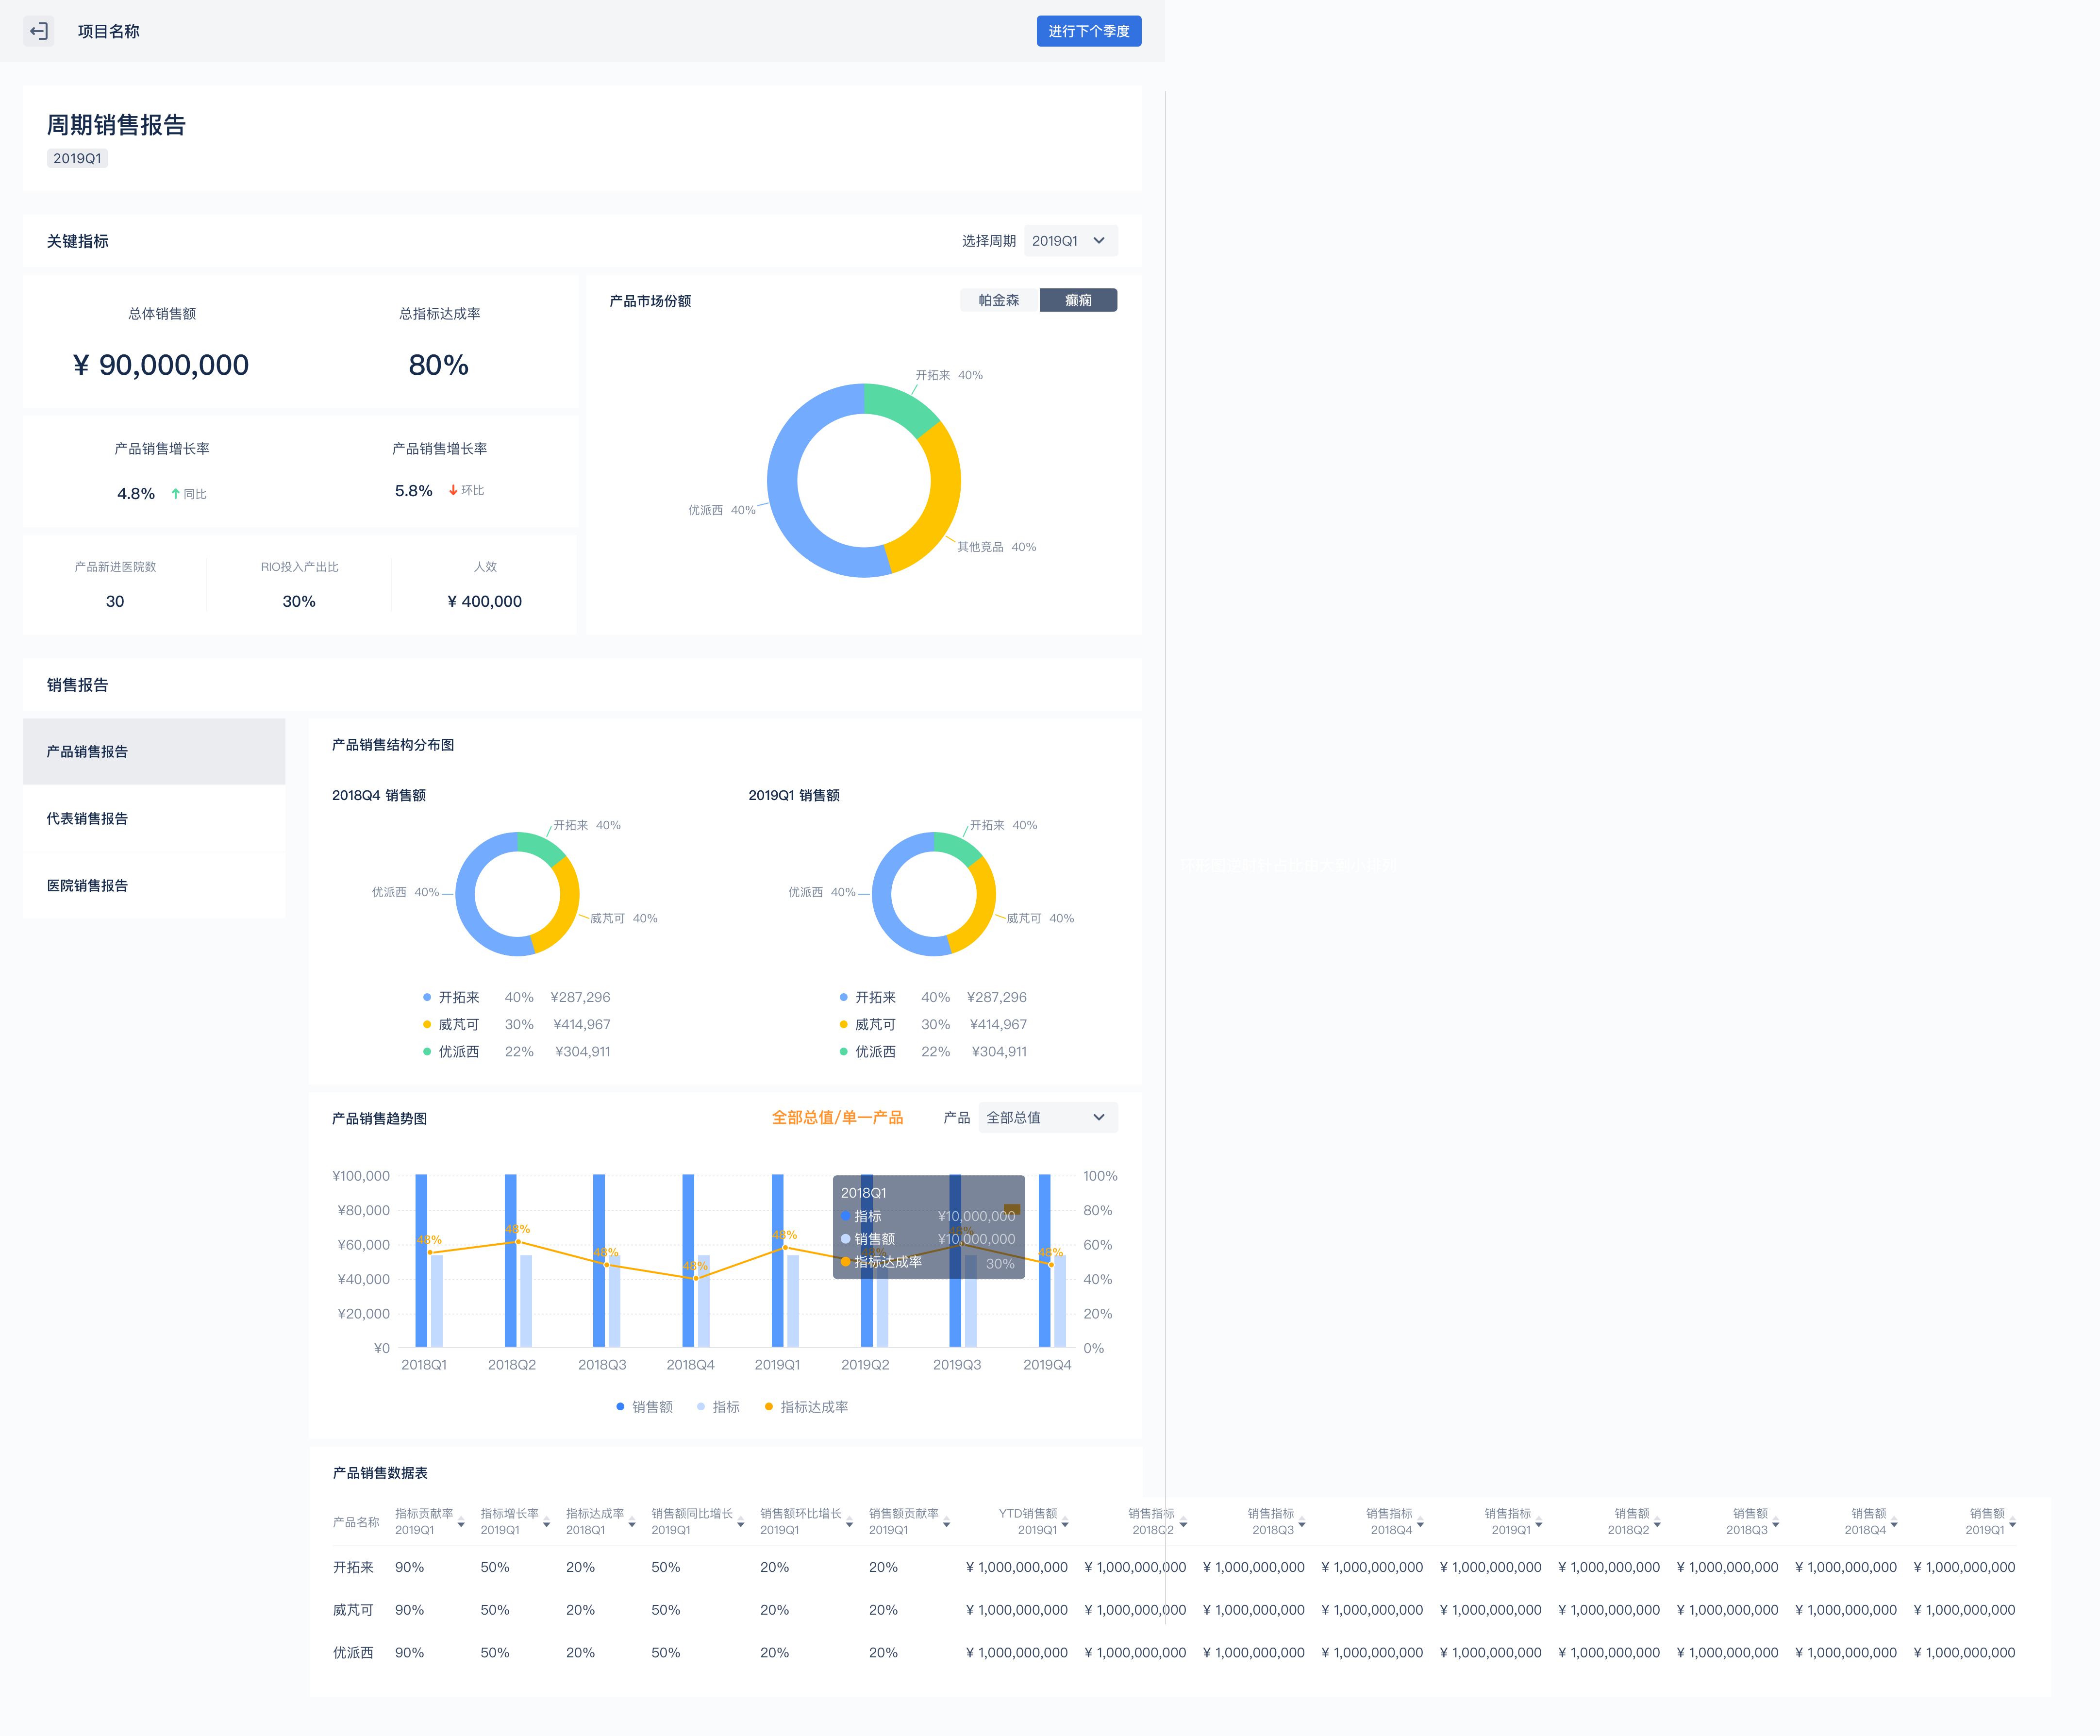 项目名称
进行下个季度
周期销售报告
2019Q1
关键指标
选择周期 2019Q1
总体销售额 总指标达成率
¥ 90,000,000 80%
产品销售增长率 产品销售增长率
4.8% 同比 5.8% 环比
产品新进医院数 RIO投入产出比 人效
30 30% ¥ 400,000
产品市场份额 帕金森 癫痫
开拓来 40%
优派西 40%
其他竞品 40%
销售报告
产品销售报告
代表销售报告
医院销售报告
产品销售结构分布图
2018Q4 销售额
开拓来 40%
优派西 40%
威芃可 40%
开拓来 40% ¥287,296
威芃可 30% ¥414,967
优派西 22% ¥304,911
2019Q1 销售额
开拓来 40%
优派西 40%
威芃可 40%
开拓来 40% ¥287,296
威芃可 30% ¥414,967
优派西 22% ¥304,911
产品销售趋势图 全部总值/单一产品 产品 全部总值
¥100,000 100%
¥80,000 80%
¥60,000 60%
¥40,000 40%
¥20,000 20%
¥0 0%
48% 48% 48% 48% 48% 48%
2018Q1
指标 ¥10,000,000
销售额 ¥10,000,000
指标达成率 30%
2018Q1 2018Q2 2018Q3 2018Q4 2019Q1 2019Q2 2019Q3 2019Q4
销售额 指标 指标达成率
产品销售数据表
产品名称 指标贡献率 指标增长率 指标达成率 销售额同比增长 销售额环比增长 销售额贡献率 YTD销售额 销售指标 销售指标 销售指标 销售指标 销售额 销售额 销售额 销售额
2019Q1 2019Q1 2018Q1 2019Q1 2019Q1 2019Q1 2019Q1 2018Q2 2018Q3 2018Q4 2019Q1 2018Q2 2018Q3 2018Q4 2019Q1
开拓来 90% 50% 20% 50% 20% 20% ¥ 1,000,000,000 ¥ 1,000,000,000 ¥ 1,000,000,000 ¥ 1,000,000,000 ¥ 1,000,000,000 ¥ 1,000,000,000 ¥ 1,000,000,000 ¥ 1,000,000,000 ¥ 1,000,000,000
威芃可 90% 50% 20% 50% 20% 20% ¥ 1,000,000,000 ¥ 1,000,000,000 ¥ 1,000,000,000 ¥ 1,000,000,000 ¥ 1,000,000,000 ¥ 1,000,000,000 ¥ 1,000,000,000 ¥ 1,000,000,000 ¥ 1,000,000,000
优派西 90% 50% 20% 50% 20% 20% ¥ 1,000,000,000 ¥ 1,000,000,000 ¥ 1,000,000,000 ¥ 1,000,000,000 ¥ 1,000,000,000 ¥ 1,000,000,000 ¥ 1,000,000,000 ¥ 1,000,000,000 ¥ 1,000,000,000